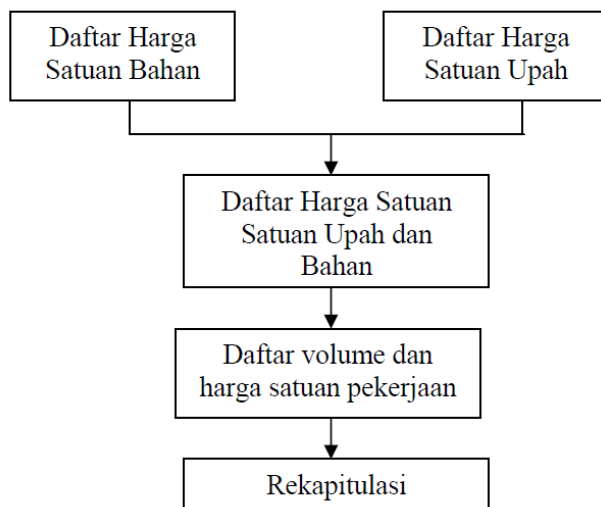 Daftar Harga
Satuan Bahan
Daftar Harga
Satuan Upah
Daftar Harga Satuan
Satuan Upah dan
Bahan
Daftar volume dan
harga satuan pekerjaan
Rekapitulasi